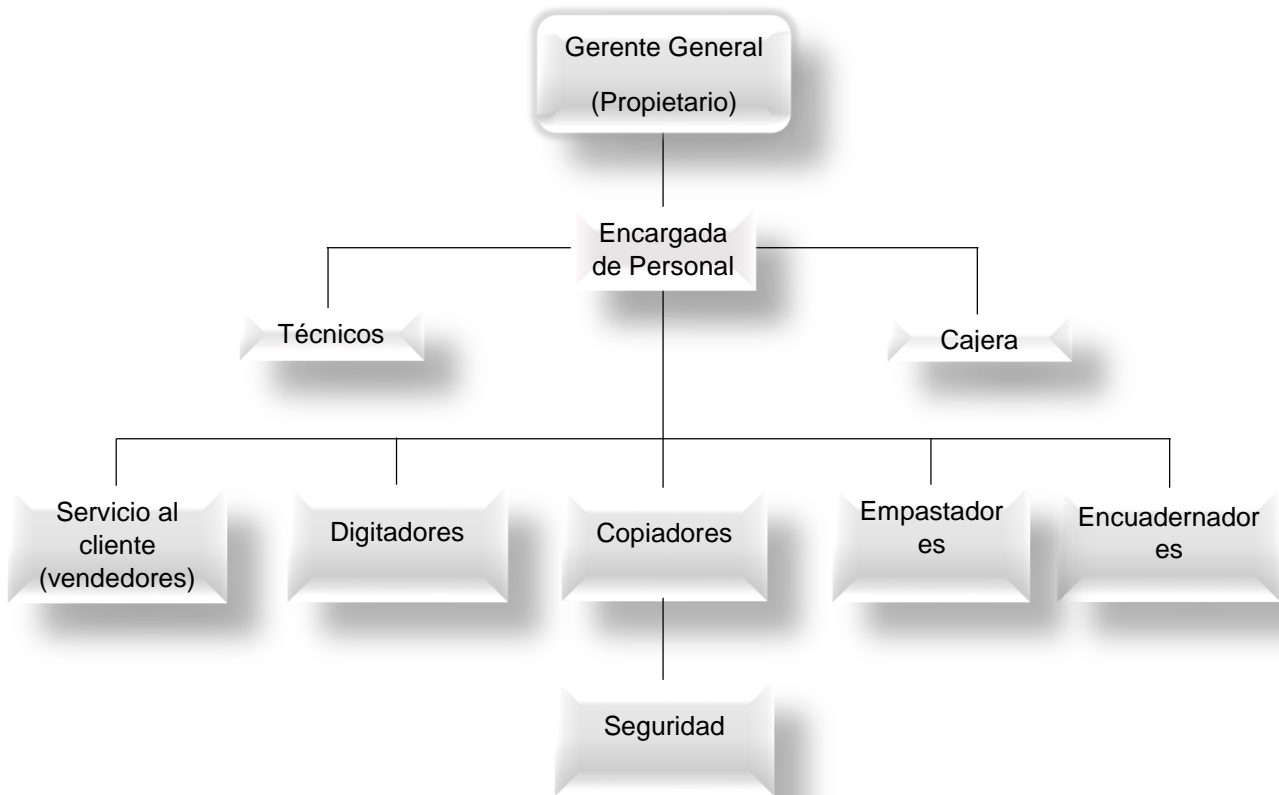 Gerente General
(Propietario)
Encargada
de Personal
Técnicos
Cajera
Servicio al
cliente
(vendedores)
Digitadores
Copiadores
Empastador
es
Encuadernador
es
Seguridad